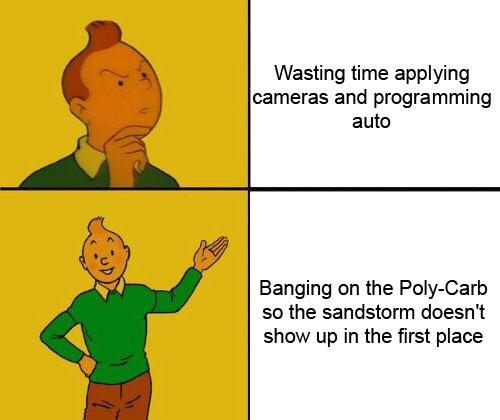 Wasting time applying
cameras and programming
auto
Banging on the Poly-Carb
so the sandstorm doesn't
show up in the first place